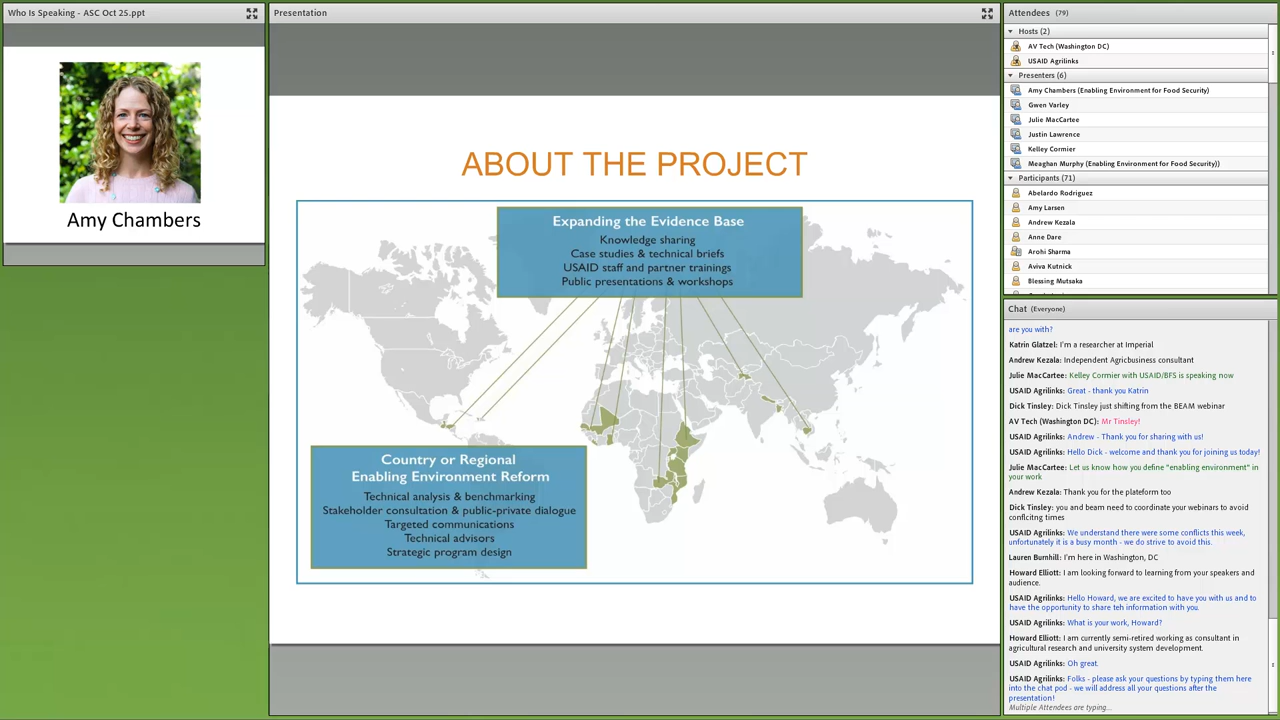 Who Is Speaking - ASC Oct 25.ppt
Amy Chambers
Presentation
ABOUT THE PROJECT
Expanding the Evidence Base
Knowledge sharing
Case studies & technical briefs
USAID staff and partner trainings
Public presentations & workshops
Country or Regional
Enabling Environment Reform
Technical analysis & benchmarking
Stakeholder consultation & public-private dialogue
Targeted communications
Technical advisors
Strategic program design
Attendees (79)
Hosts (2)
AV Tech (Washington DC)
USAID Agrilinks
Presenters (6)
Amy Chambers (Enabling Environment for Food Security)
Gwen Varley
Julie MacCartee
Justin Lawrence
Kelley Cormier
Meaghan Murphy (Enabling Environment for Food Security))
Participants (71)
Abelardo Rodriguez
Amy Larsen
Andrew Kezala
Anne Dare
Arohi Sharma
Aviva Kutnick
Blessing Mutsaka
Chat (Everyone)
are you with?
Katrin Glatzel: I'm a researcher at Imperial
Andrew Kezala: Independent Agricbusiness consultant
Julie MacCartee: Kelley Cormier with USAID/BFS is speaking now
USAID Agrilinks: Great - thank you Katrin
Dick Tinsley: Dick Tinsley just shifting from the BEAM webinar
AV Tech (Washington DC): Mr Tinsley!
USAID Agrilinks: Andrew - Thank you for sharing with us!
USAID Agrilinks: Hello Dick - welcome and thank you for joining us today!
Julie MacCartee: Let us know how you define "enabling environment" in
your work
Andrew Kezala: Thank you for the plateform too
Dick Tinsley: you and beam need to coordinate your webinars to avoid
conflcitng times
USAID Agrilinks: We understand there were some conflicts this week,
unfortunately it is a busy month - we do strive to avoid this.
Lauren Burnhill: I'm here in Washington, DC
Howard Elliott: I am looking forward to learning from your speakers and
audience.
USAID Agrilinks: Hello Howard, we are excited to have you with us and to
have the opportunity to share teh information with you.
USAID Agrilinks: What is your work, Howard?
Howard Elliott: I am currently semi-retired working as consultant in
agricultural research and university system development.
USAID Agrilinks: Oh great.
USAID Agrilinks: Folks - please ask your questions by typing them here
into the chat pod - we will address all your questions after the
presentation!
Multiple Attendees are typing...